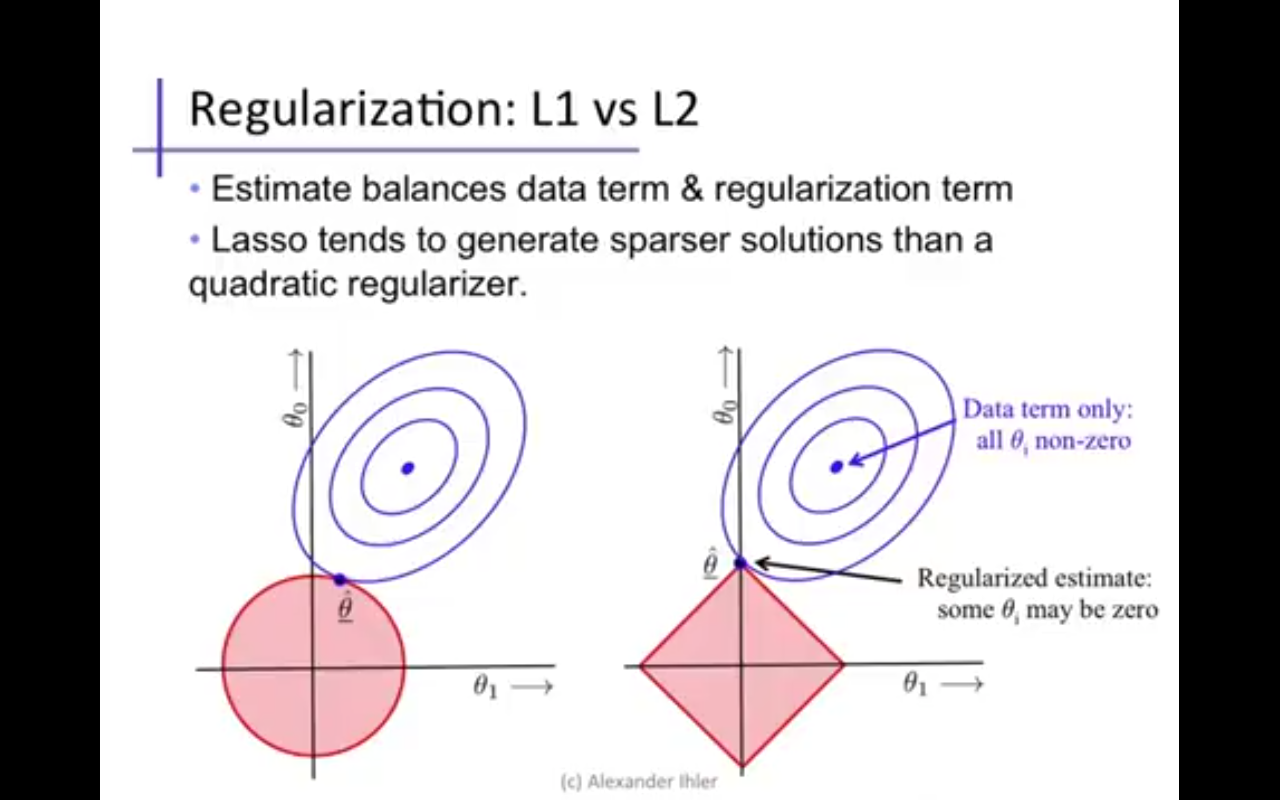 Regularization: L1 vs L2
• Estimate balances data term & regularization term
• Lasso tends to generate sparser solutions than a
quadratic regularizer.
θ₀ →
θ₁ →
θ̂
θ₀ →
θ₁ →
θ̂
Data term only:
all θᵢ non-zero
Regularized estimate:
some θᵢ may be zero
(c) Alexander Ihler